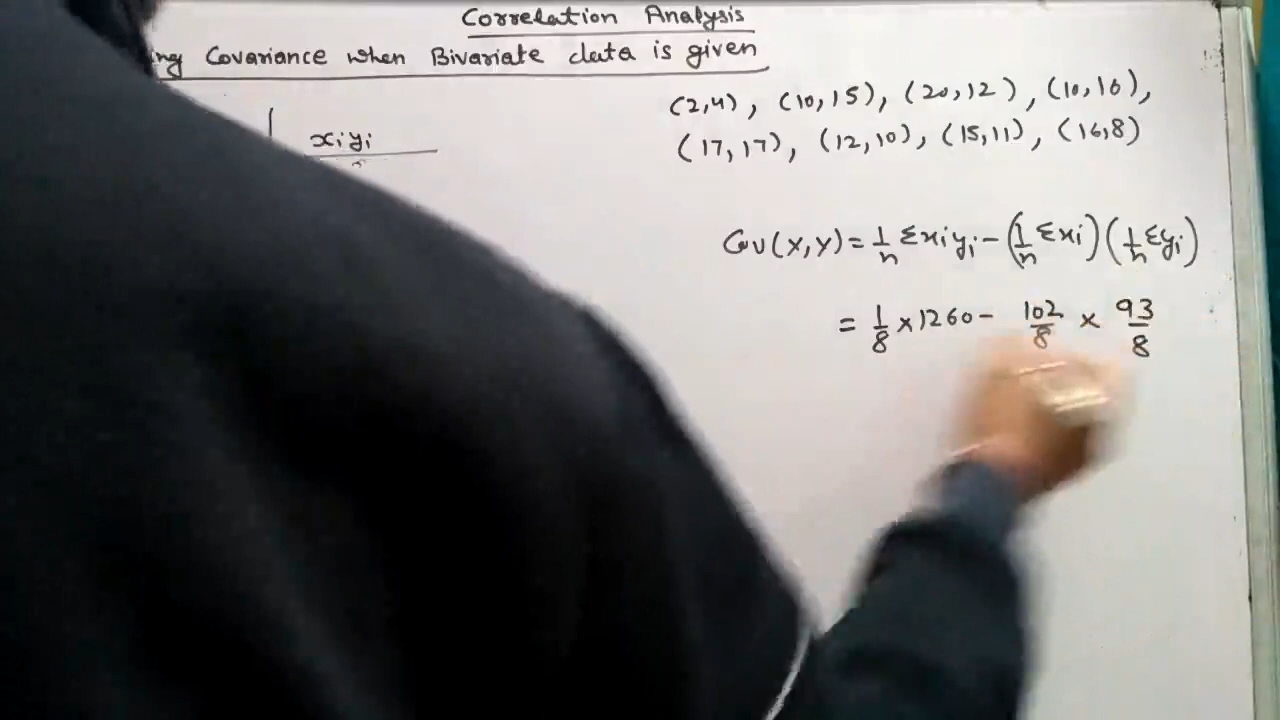 Correlation Analysis
ng Covariance when Bivariate data is given
(2,4), (10,15), (20,12), (10,16),
(17,17), (12,10), (15,11), (16,8)
xiyi
Cov(X,Y) = 1/n Σxiyi - (1/n Σxi)(1/n Σyi)
= 1/8 × 1260 - 102/8 × 93/8